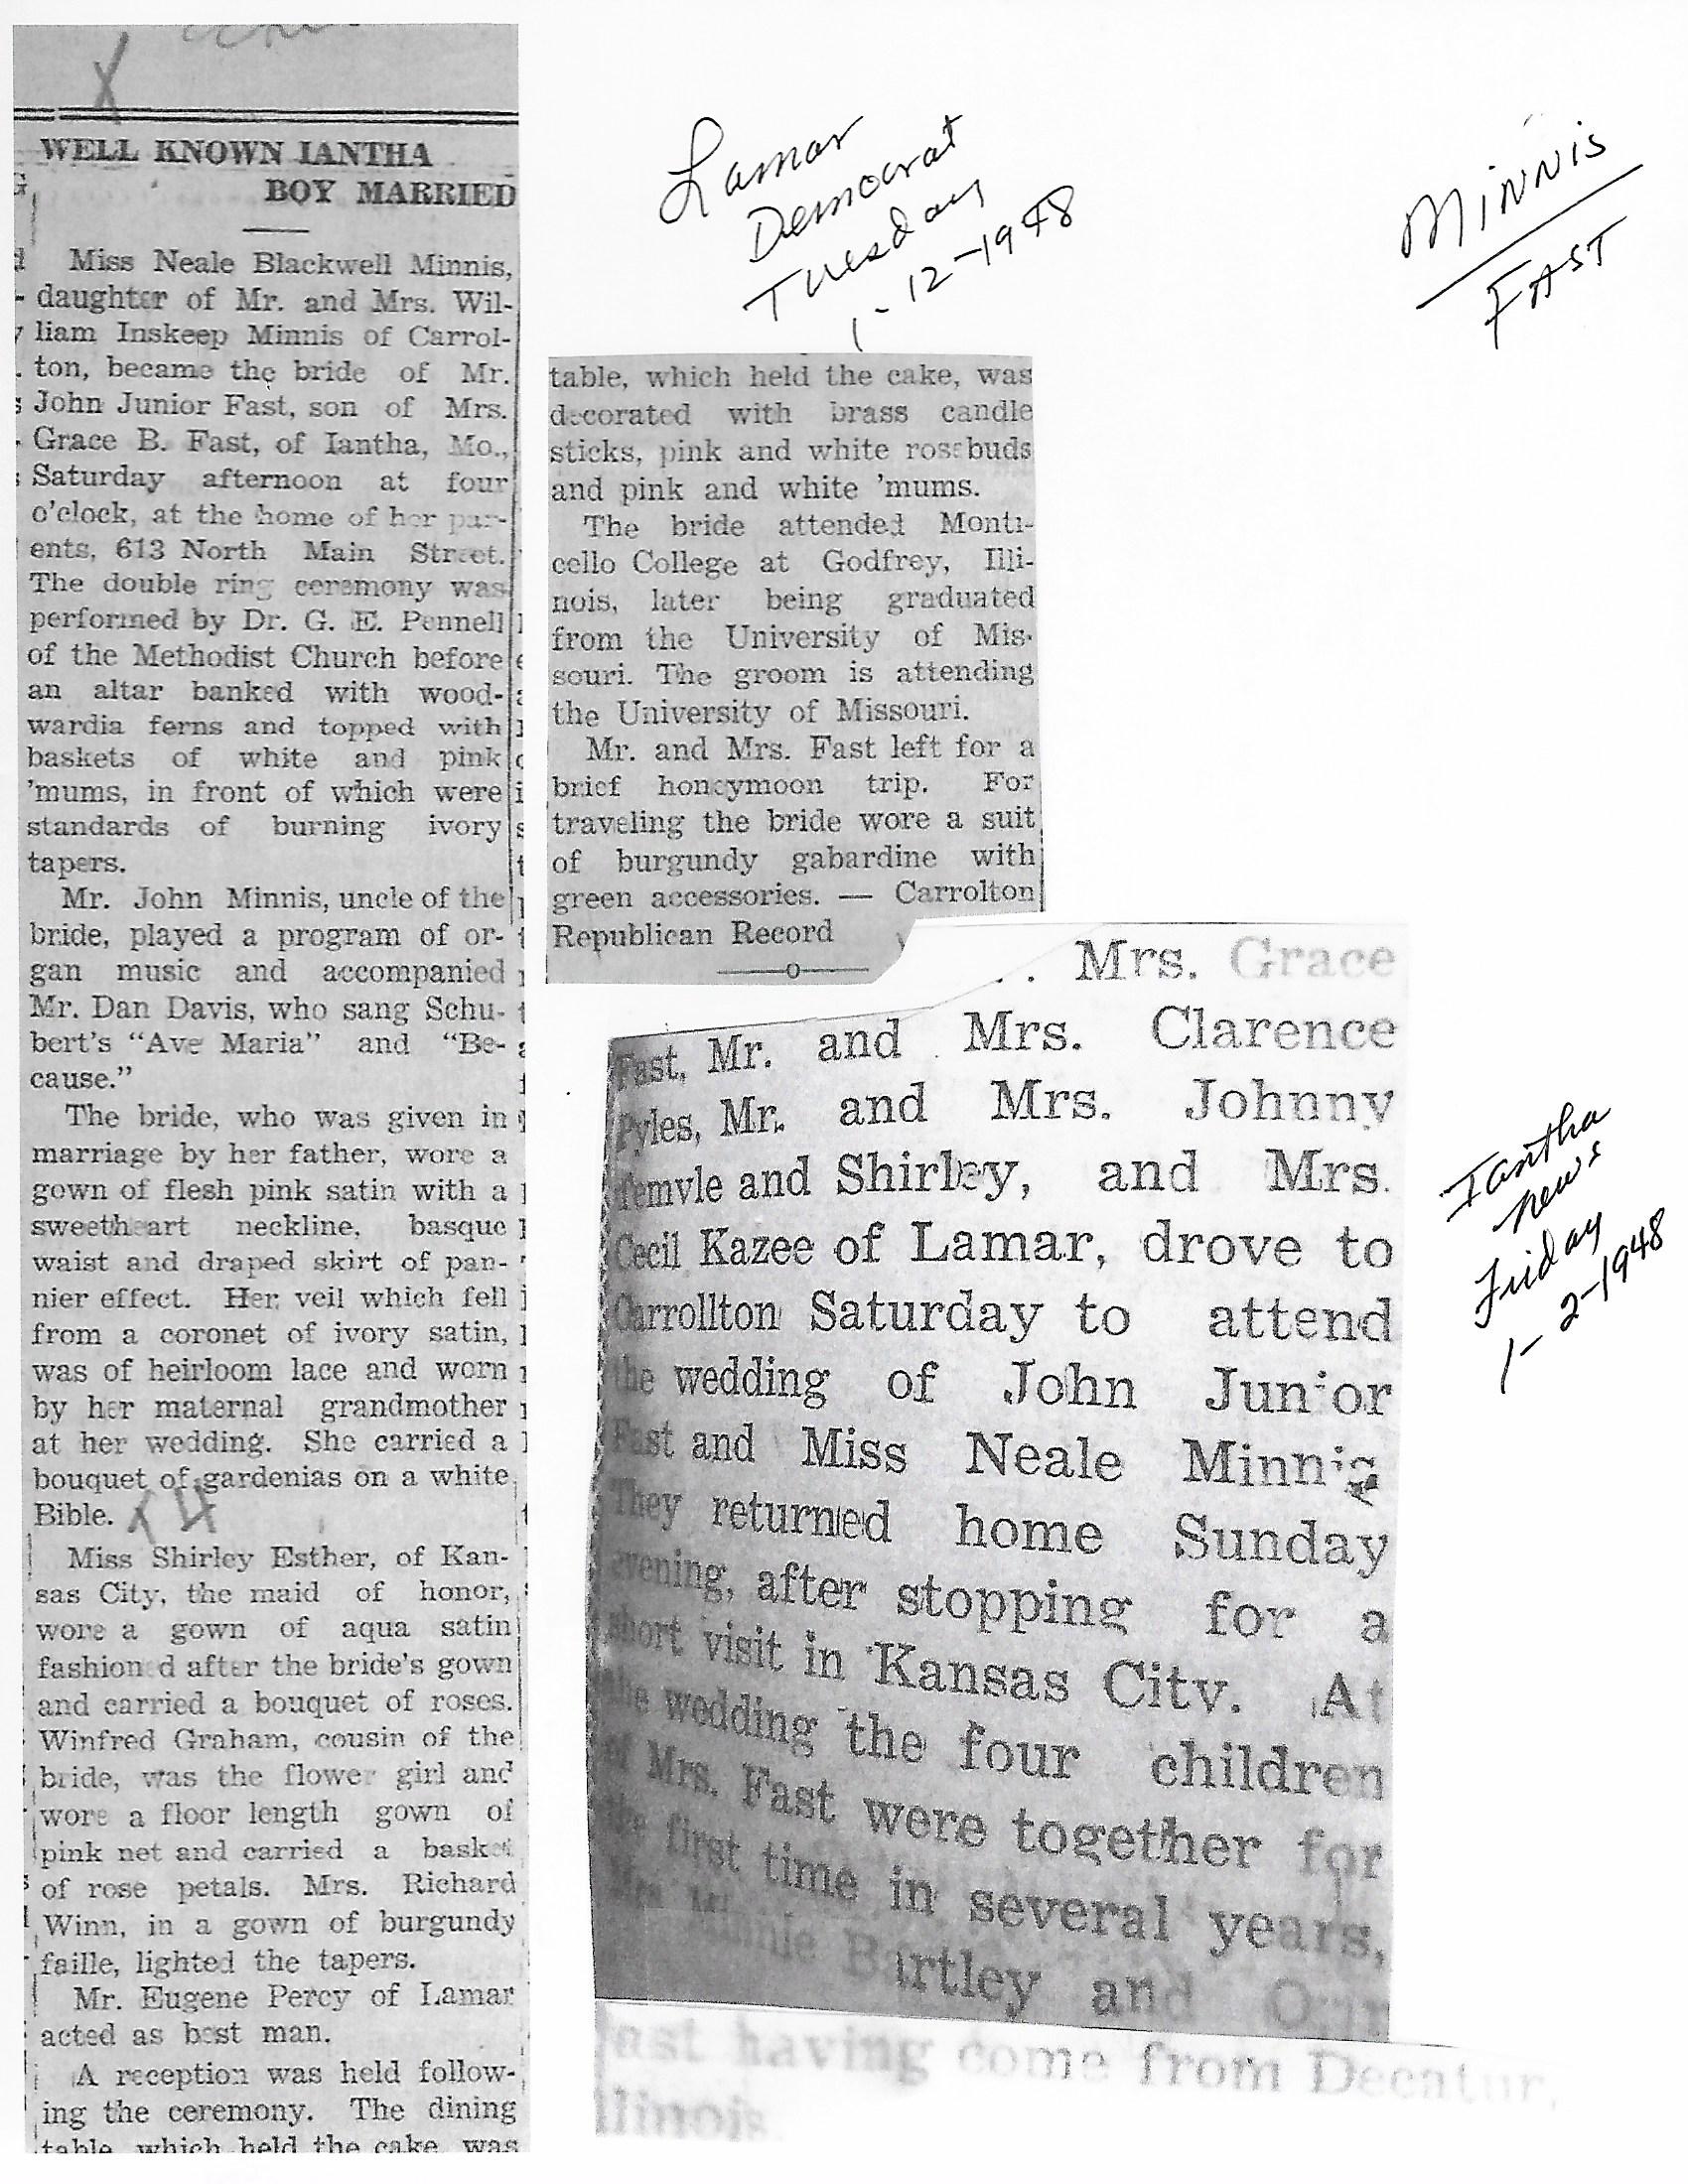 X
WELL KNOWN IANTHA
BOY MARRIED
Miss Neale Blackwell Minnis,
daughter of Mr. and Mrs. Wil-
liam Inskeep Minnis of Carrol-
ton, became the bride of Mr.
John Junior Fast, son of Mrs.
Grace B. Fast, of Iantha, Mo.,
Saturday afternoon at four
o'clock, at the home of her par-
ents, 613 North Main Street.
The double ring ceremony was
performed by Dr. G. E. Pennell
of the Methodist Church before
an altar banked with wood-
wardia ferns and topped with
baskets of white and pink
'mums, in front of which were
standards of burning ivory
tapers.
Mr. John Minnis, uncle of the
bride, played a program of or-
gan music and accompanied
Mr. Dan Davis, who sang Schu-
bert's "Ave Maria" and "Be-
cause."
The bride, who was given in
marriage by her father, wore a
gown of flesh pink satin with a
sweetheart neckline, basque
waist and draped skirt of pan-
nier effect. Her veil which fell
from a coronet of ivory satin,
was of heirloom lace and worn
by her maternal grandmother
at her wedding. She carried a
bouquet of gardenias on a white
Bible.
Miss Shirley Esther, of Kan-
sas City, the maid of honor,
wore a gown of aqua satin
fashioned after the bride's gown
and carried a bouquet of roses.
Winfred Graham, cousin of the
bride, was the flower girl and
wore a floor length gown of
pink net and carried a basket
of rose petals. Mrs. Richard
Winn, in a gown of burgundy
faille, lighted the tapers.
Mr. Eugene Percy of Lamar
acted as best man.
A reception was held follow-
ing the ceremony. The dining
table, which held the cake, was
Lamar
Democrat
Tuesday
1-12-1948
Minnis
FAST
table, which held the cake, was
decorated with brass candle
sticks, pink and white rosebuds
and pink and white 'mums.
The bride attended Monti-
cello College at Godfrey, Illi-
nois, later being graduated
from the University of Mis-
souri. The groom is attending
the University of Missouri.
Mr. and Mrs. Fast left for a
brief honeymoon trip. For
traveling the bride wore a suit
of burgundy gabardine with
green accessories. — Carrolton
Republican Record
Mrs. Grace
Fast, Mr. and Mrs. Clarence
Pyles, Mr. and Mrs. Johnny
and Shirley, and Mrs.
Cecil Kazee of Lamar, drove to
Carrollton Saturday to attend
the wedding of John Junior
Fast and Miss Neale Minnis
They returned home Sunday
evening, after stopping for a
short visit in Kansas City. At
the wedding the four children
of Mrs. Fast were together for
the first time in several years,
Bartley and
Fast having come from Decatur,
Illinois.
Iantha
News
Friday
1-2-1948